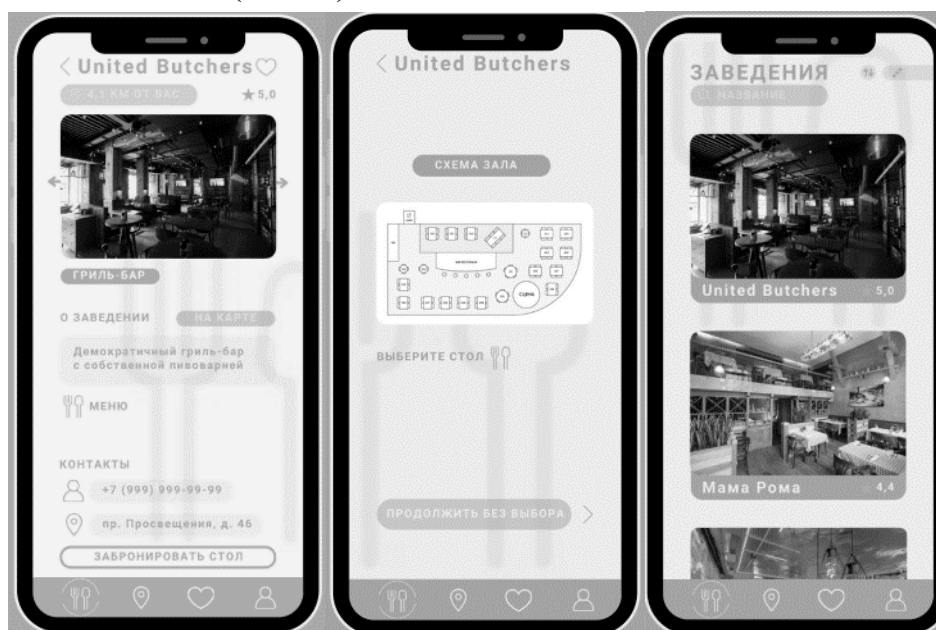 United Butchers
4,1 КМ ОТ ВАС
5,0
ГРИЛЬ-БАР
О ЗАВЕДЕНИИ
НА КАРТЕ
Демократичный гриль-бар
с собственной пивоварней
МЕНЮ
КОНТАКТЫ
+7 (999) 999-99-99
пр. Просвещения, д. 46
ЗАБРОНИРОВАТЬ СТОЛ
United Butchers
СХЕМА ЗАЛА
СЦЕНА
ВЫБЕРИТЕ СТОЛ
ПРОДОЛЖИТЬ БЕЗ ВЫБОРА
ЗАВЕДЕНИЯ
НАЗВАНИЕ
United Butchers 5,0
Мама Рома 4,4